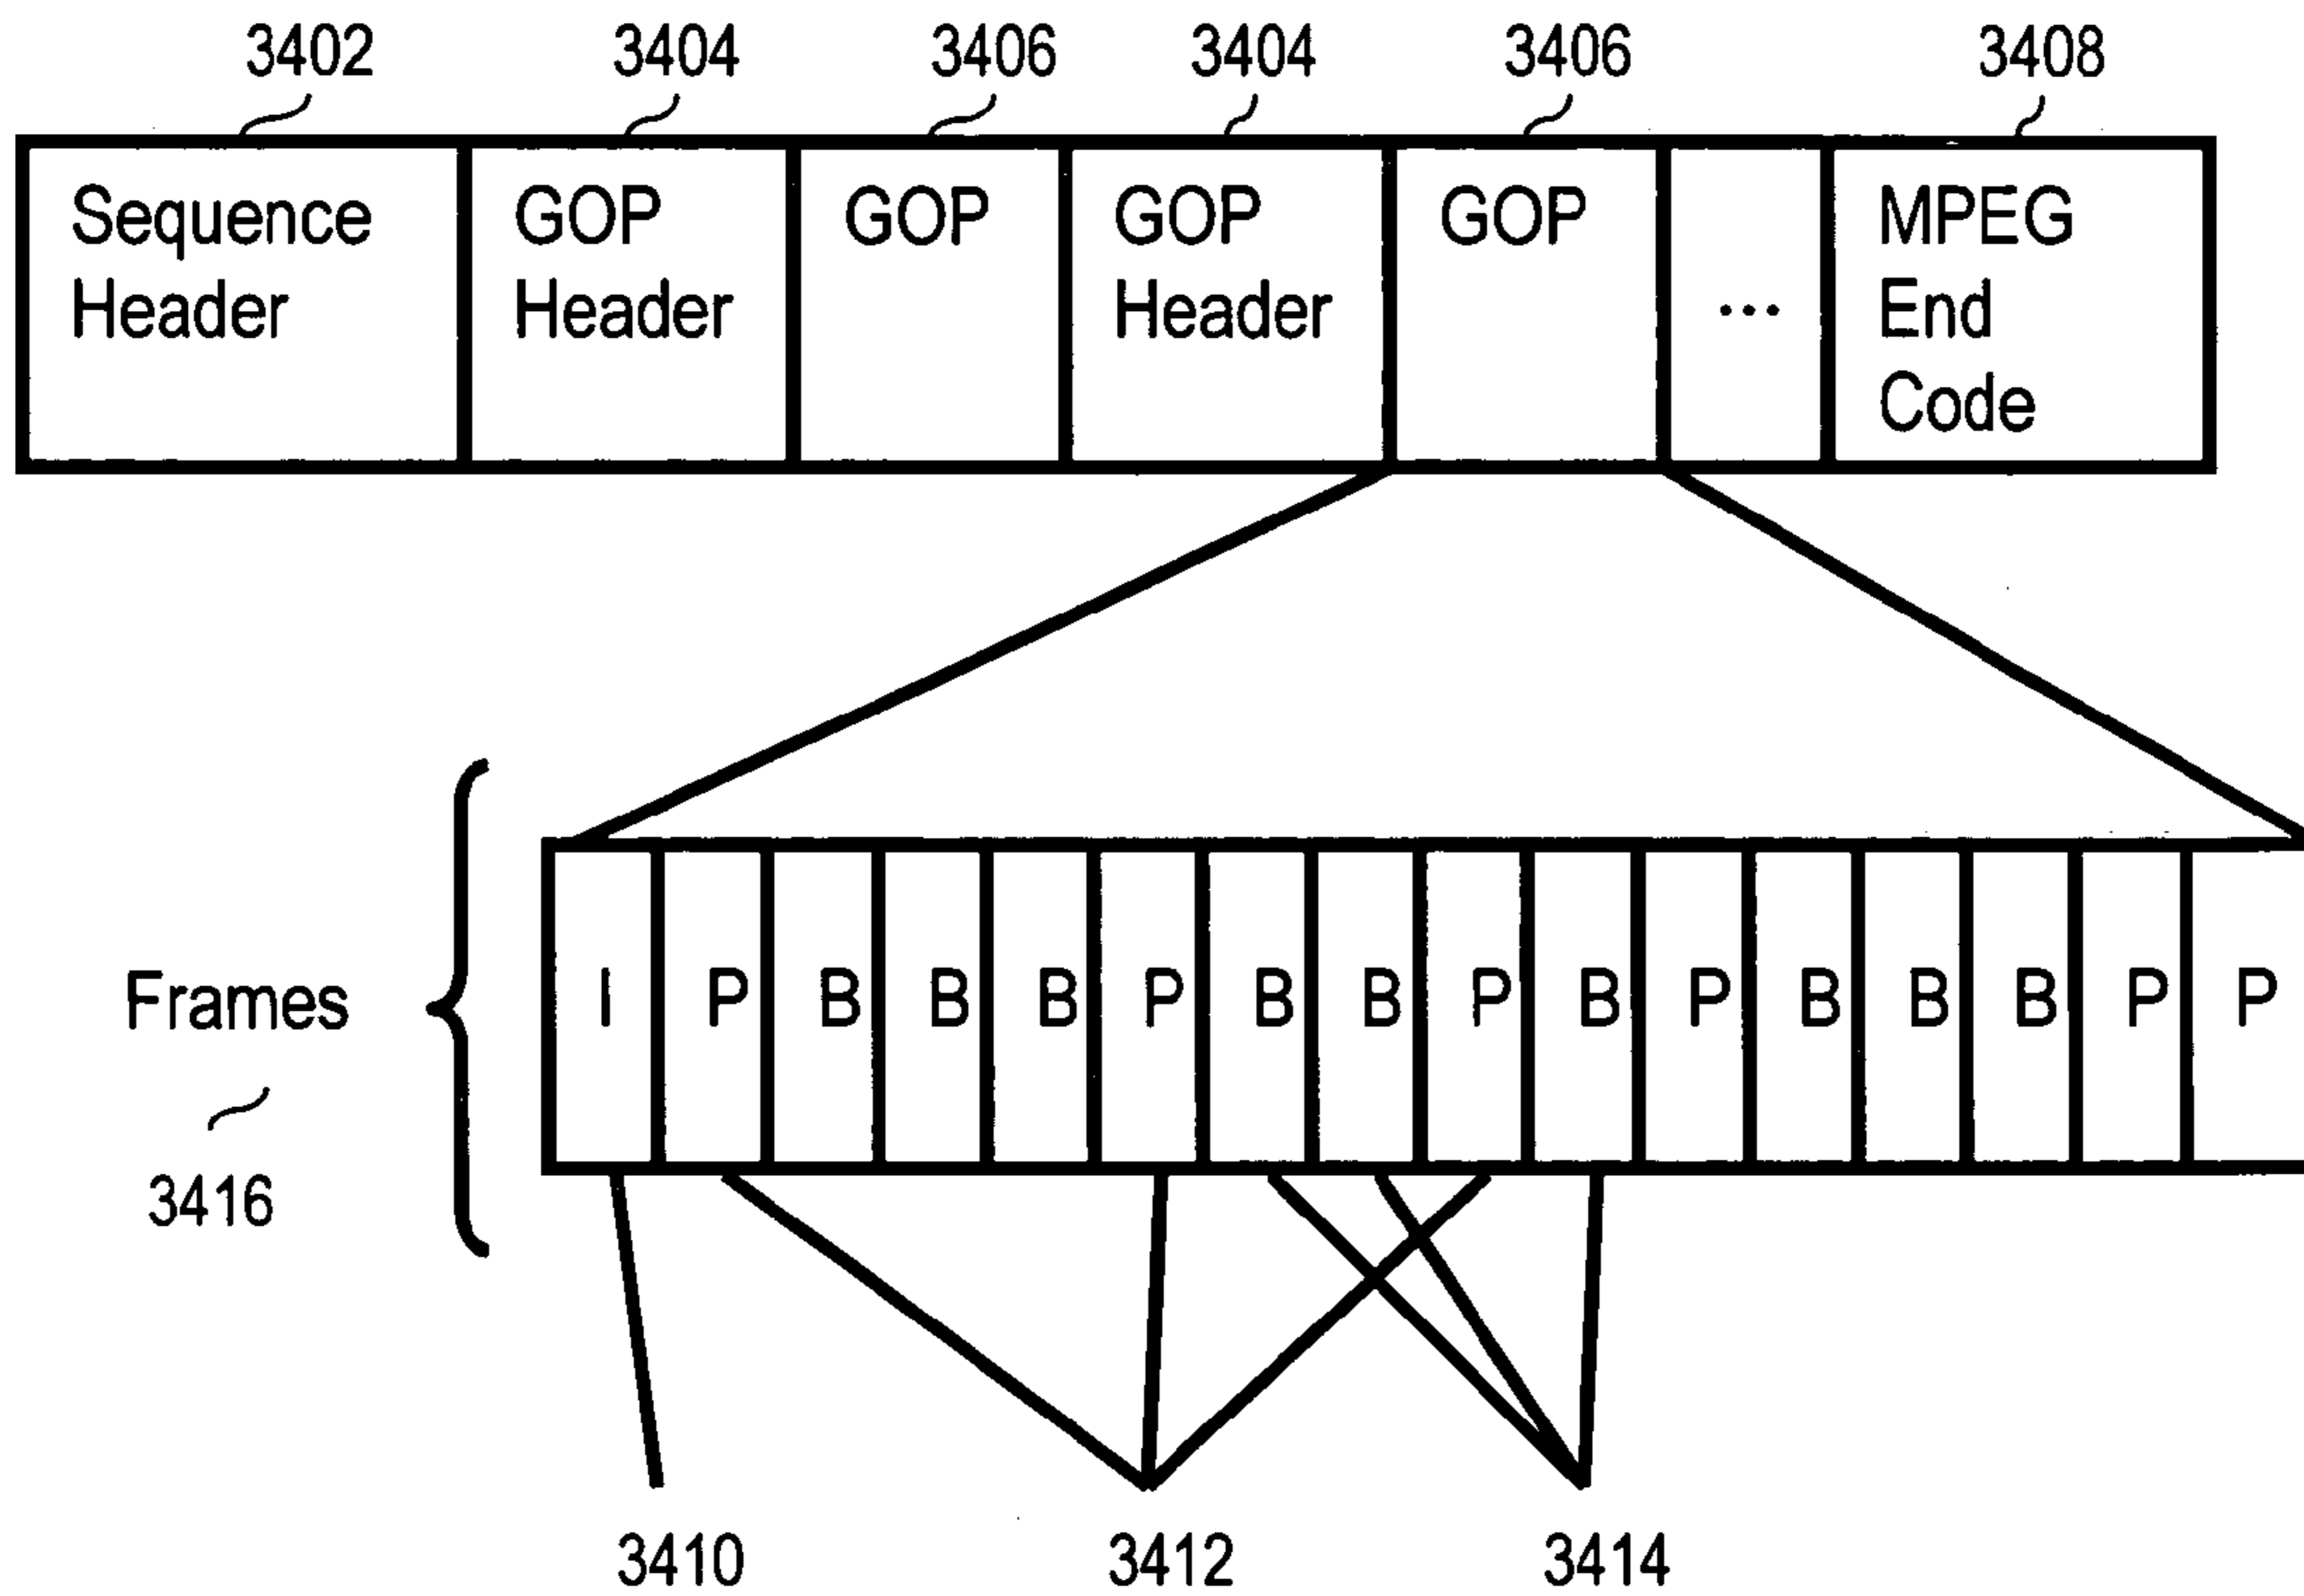 3402 3404 3406 3404 3406 3408
Sequence Header
GOP Header
GOP
GOP Header
GOP
...
MPEG End Code
Frames
3416
I P B B B P B B P B P B B B P P
3410 3412 3414